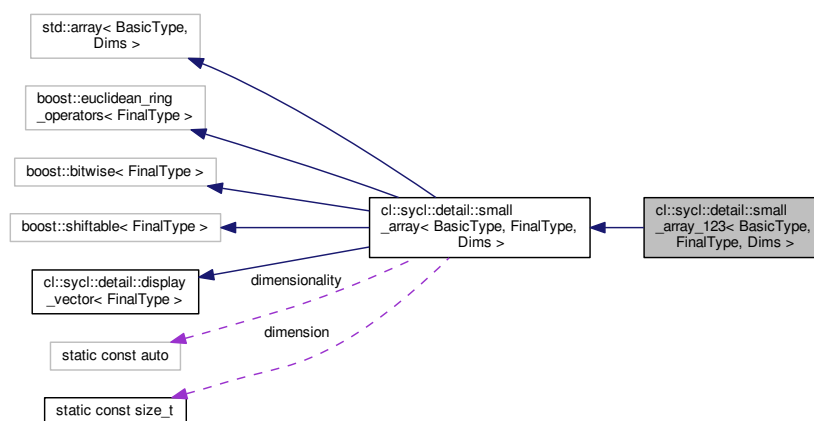 std::array< BasicType,
Dims >
boost::euclidean_ring
_operators< FinalType >
boost::bitwise< FinalType >
boost::shiftable< FinalType >
cl::sycl::detail::display
_vector< FinalType >
static const auto
static const size_t
cl::sycl::detail::small
_array< BasicType, FinalType,
Dims >
dimensionality
dimension
cl::sycl::detail::small
_array_123< BasicType,
FinalType, Dims >